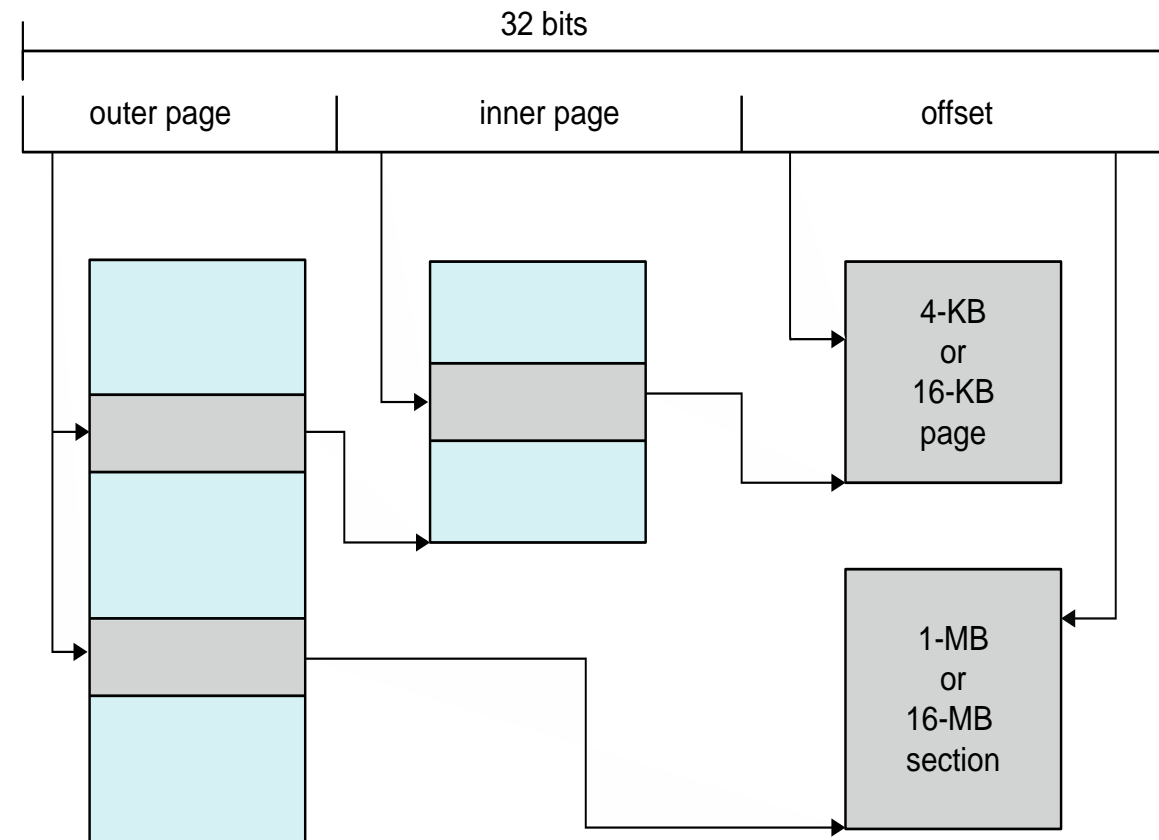 32 bits
outer page
inner page
offset
4-KB
or
16-KB
page
1-MB
or
16-MB
section